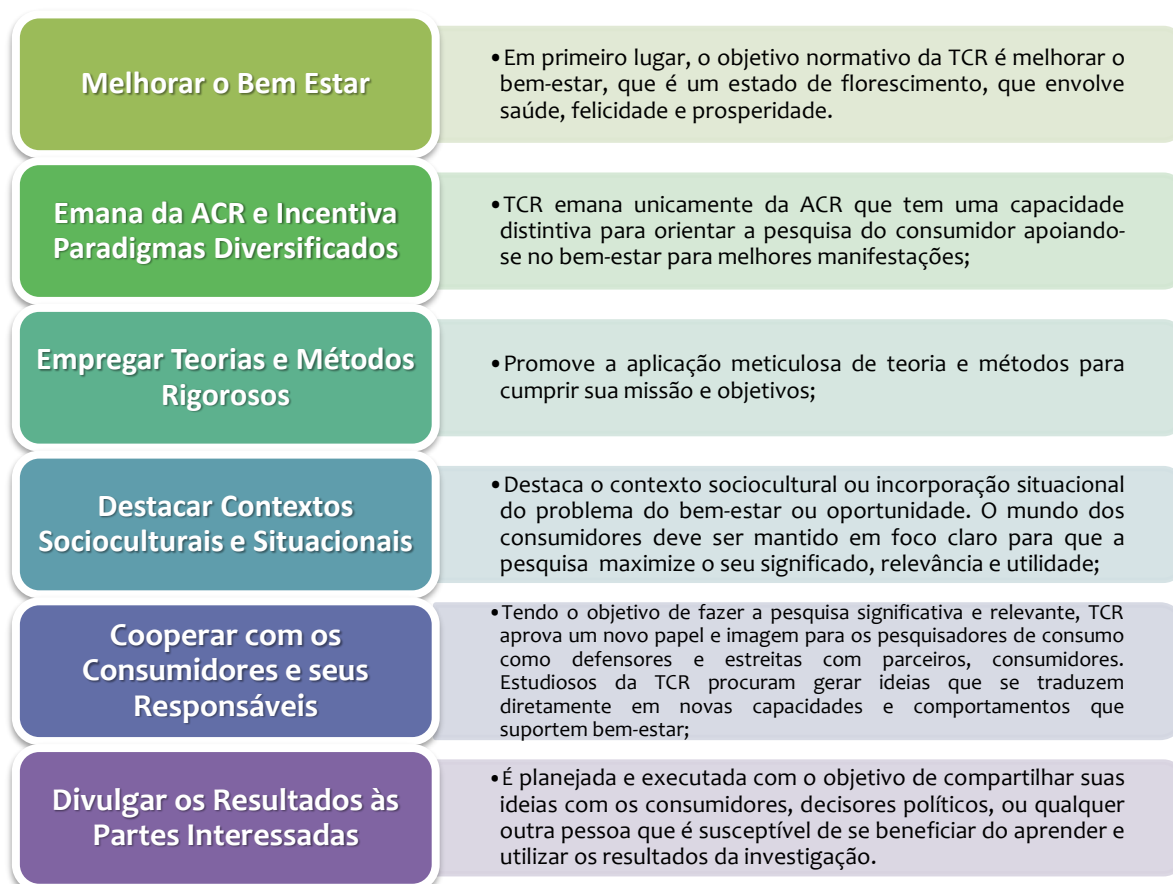 Melhorar o Bem Estar
•Em primeiro lugar, o objetivo normativo da TCR é melhorar o
bem-estar, que é um estado de florescimento, que envolve
saúde, felicidade e prosperidade.
Emana da ACR e Incentiva
Paradigmas Diversificados
•TCR emana unicamente da ACR que tem uma capacidade
distintiva para orientar a pesquisa do consumidor apoiando-
se no bem-estar para melhores manifestações;
Empregar Teorias e Métodos
Rigorosos
•Promove a aplicação meticulosa de teoria e métodos para
cumprir sua missão e objetivos;
Destacar Contextos
Socioculturais e Situacionais
•Destaca o contexto sociocultural ou incorporação situacional
do problema do bem-estar ou oportunidade. O mundo dos
consumidores deve ser mantido em foco claro para que a
pesquisa maximize o seu significado, relevância e utilidade;
Cooperar com os
Consumidores e seus
Responsáveis
•Tendo o objetivo de fazer a pesquisa significativa e relevante, TCR
aprova um novo papel e imagem para os pesquisadores de consumo
como defensores e estreitas com parceiros, consumidores.
Estudiosos da TCR procuram gerar ideias que se traduzem
diretamente em novas capacidades e comportamentos que
suportem bem-estar;
Divulgar os Resultados às
Partes Interessadas
•É planejada e executada com o objetivo de compartilhar suas
ideias com os consumidores, decisores políticos, ou qualquer
outra pessoa que é susceptível de se beneficiar do aprender e
utilizar os resultados da investigação.